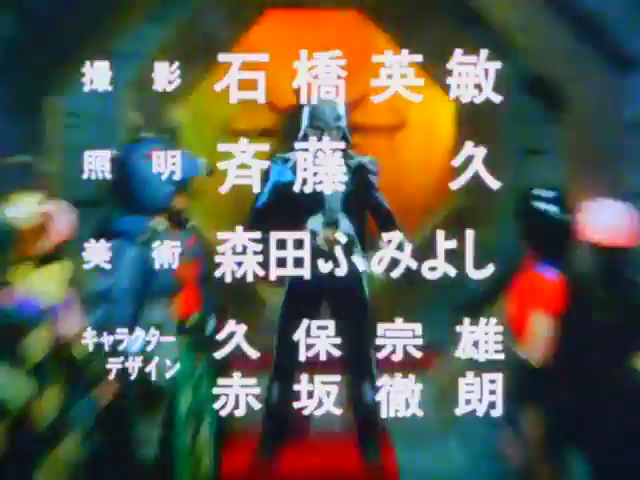 撮影 石橋英敏
照明 斉藤 久
美術 森田ふみよし
キャラクターデザイン 久保宗雄
赤坂徹朗